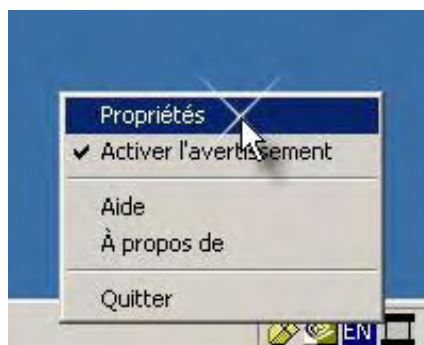 Propriétés
Activer l'avertissement
Aide
À propos de
Quitter
EN